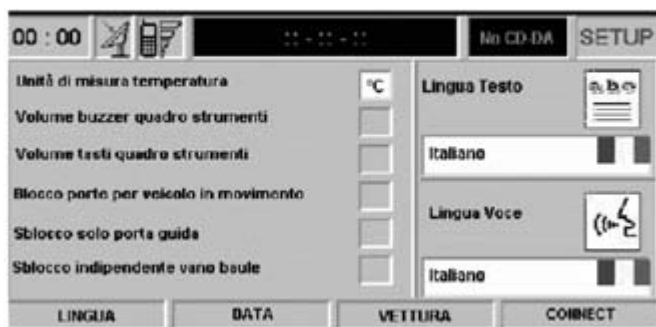 00 : 00 :: - :: - :: No CD-DA SETUP
Unità di misura temperatura °C
Volume buzzer quadro strumenti
Volume tasti quadro strumenti
Blocco porte per veicolo in movimento
Sblocco solo porta guida
Sblocco indipendente vano baule
Lingua Testo a.b.c
Italiano
Lingua Voce
Italiano
LINGUA DATA VETTURA CONNECT